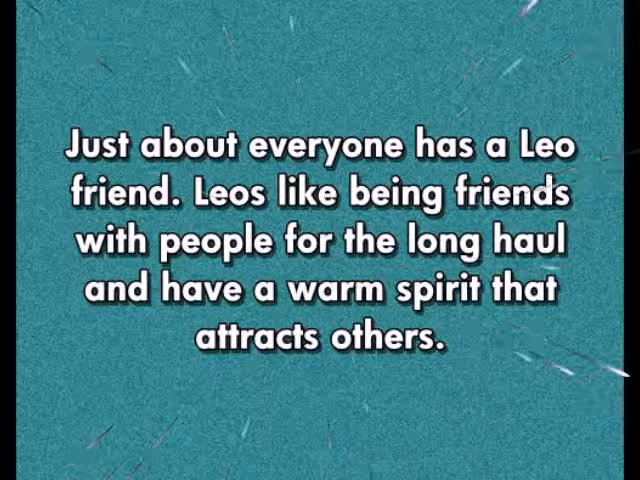 Just about everyone has a Leo
friend. Leos like being friends
with people for the long haul
and have a warm spirit that
attracts others.